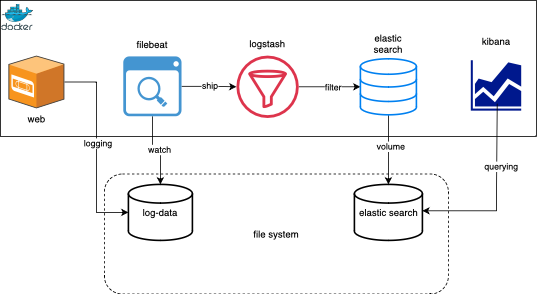 docker
filebeat
logstash
elastic
search
kibana
web
ship
filter
logging
watch
volume
querying
log-data
elastic search
file system